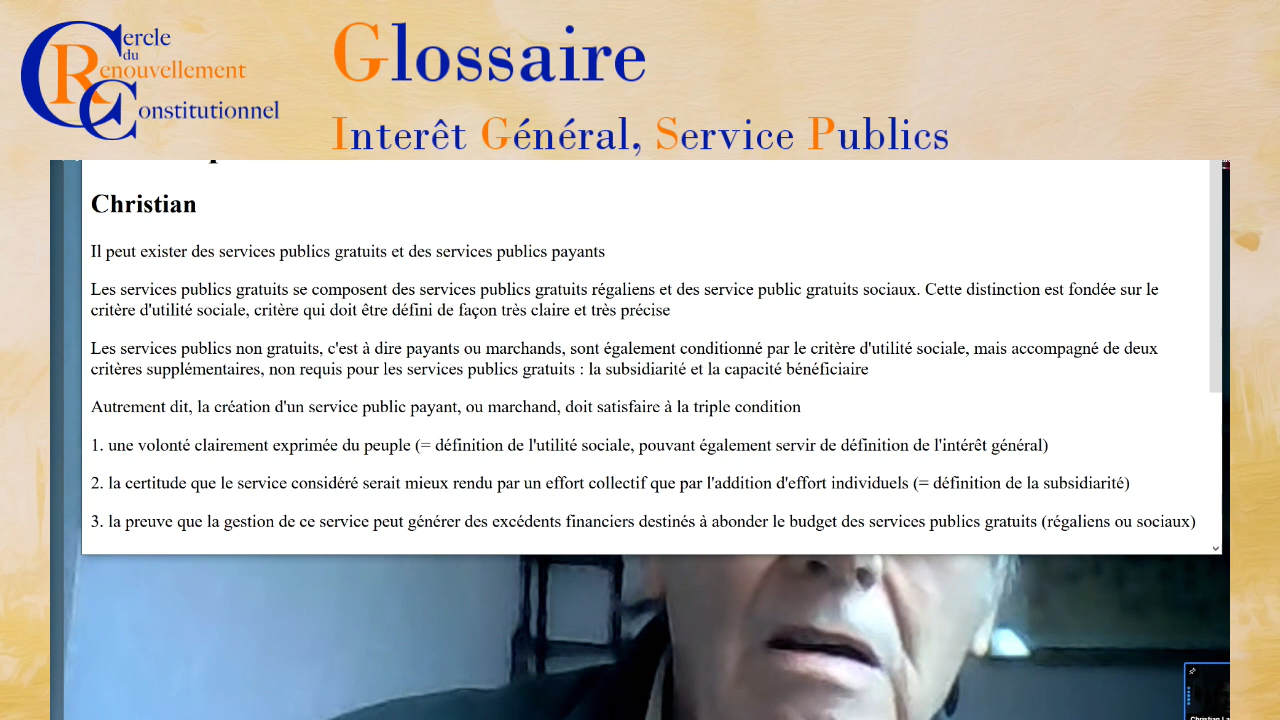 Cercle
du
Renouvellement
Constitutionnel
Glossaire
Interêt Général, Service Publics
Christian
Il peut exister des services publics gratuits et des services publics payants
Les services publics gratuits se composent des services publics gratuits régaliens et des service public gratuits sociaux. Cette distinction est fondée sur le
critère d'utilité sociale, critère qui doit être défini de façon très claire et très précise
Les services publics non gratuits, c'est à dire payants ou marchands, sont également conditionné par le critère d'utilité sociale, mais accompagné de deux
critères supplémentaires, non requis pour les services publics gratuits : la subsidiarité et la capacité bénéficiaire
Autrement dit, la création d'un service public payant, ou marchand, doit satisfaire à la triple condition
1. une volonté clairement exprimée du peuple (= définition de l'utilité sociale, pouvant également servir de définition de l'intérêt général)
2. la certitude que le service considéré serait mieux rendu par un effort collectif que par l'addition d'effort individuels (= définition de la subsidiarité)
3. la preuve que la gestion de ce service peut générer des excédents financiers destinés à abonder le budget des services publics gratuits (régaliens ou sociaux)
Christian